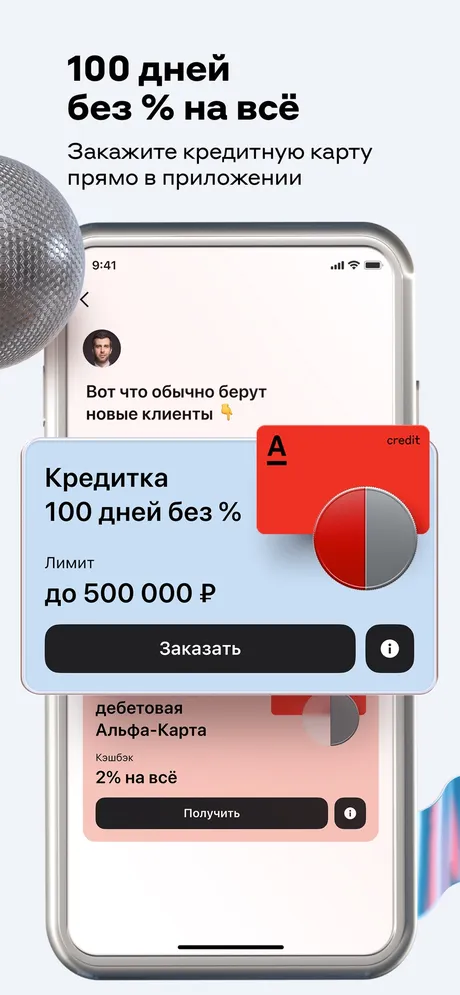 100 дней
без % на всё
Закажите кредитную карту
прямо в приложении
9:41
Вот что обычно берут
новые клиенты 👇
A
credit
Кредитка
100 дней без %
Лимит
до 500 000 ₽
Заказать
дебетовая
Альфа-Карта
Кэшбэк
2% на всё
Получить